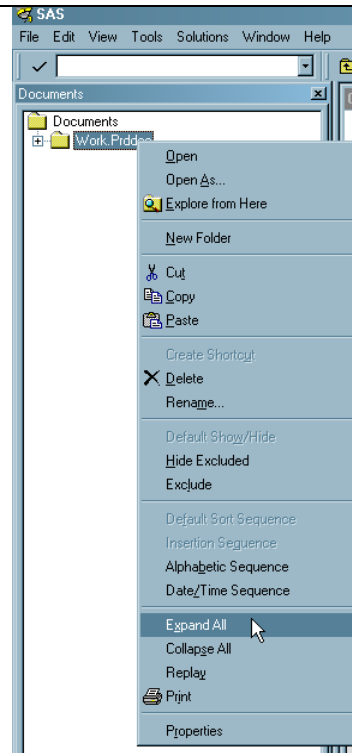 SAS
File Edit View Tools Solutions Window Help
Documents
Documents
Open
Open As...
Explore from Here
New Folder
Cut
Copy
Paste
Create Shortcut
Delete
Rename...
Default Show/Hide
Hide Excluded
Exclude
Default Sort Sequence
Insertion Sequence
Alphabetic Sequence
Date/Time Sequence
Expand All
Collapse All
Replay
Print
Properties